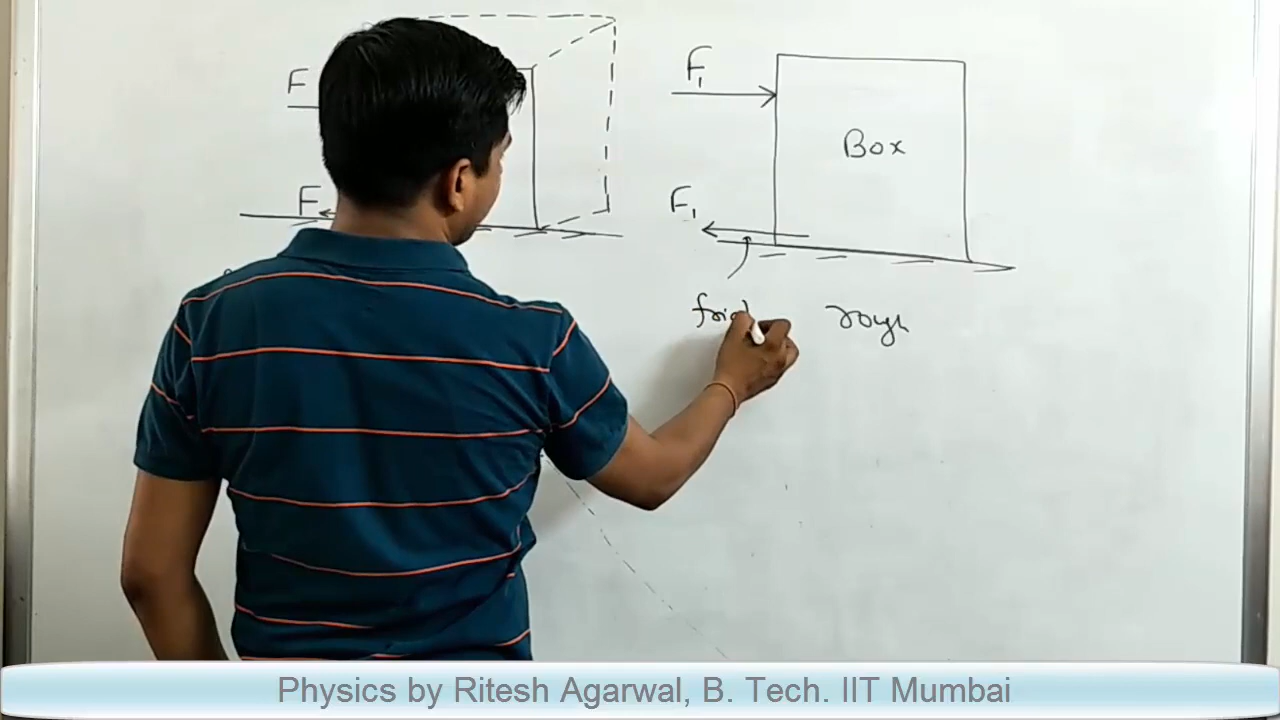 F
F
F₁
Box
F₁
rough
Physics by Ritesh Agarwal, B. Tech. IIT Mumbai